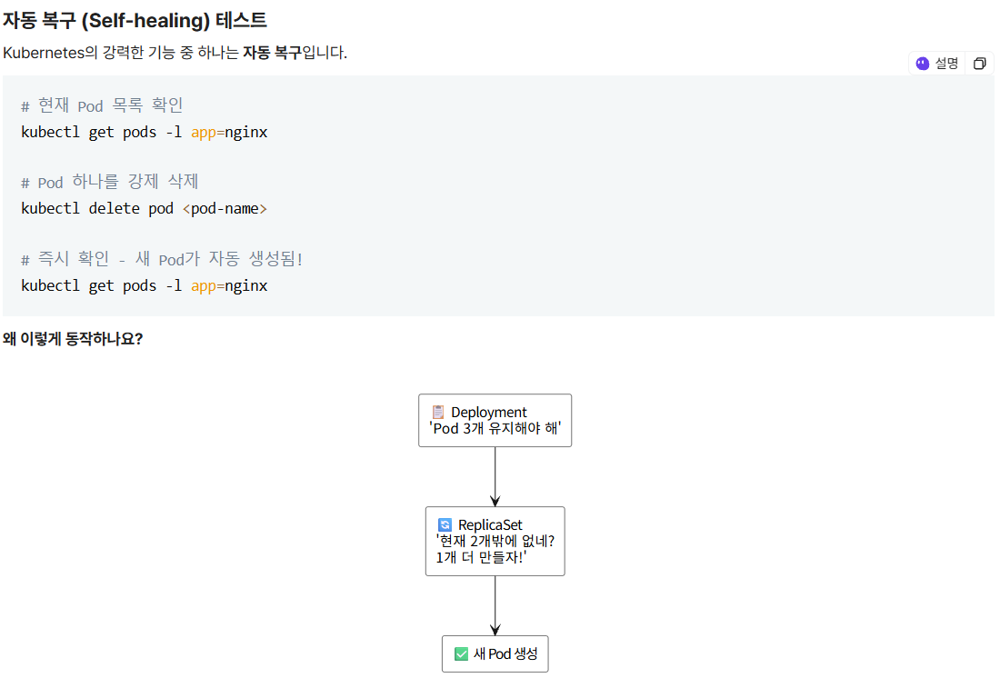 자동 복구 (Self-healing) 테스트
Kubernetes의 강력한 기능 중 하나는 자동 복구입니다.
설명
# 현재 Pod 목록 확인
kubectl get pods -l app=nginx
# Pod 하나를 강제 삭제
kubectl delete pod <pod-name>
# 즉시 확인 - 새 Pod가 자동 생성됨!
kubectl get pods -l app=nginx
왜 이렇게 동작하나요?
📋 Deployment
'Pod 3개 유지해야 해'
🔄 ReplicaSet
'현재 2개밖에 없네?
1개 더 만들자!'
✅ 새 Pod 생성